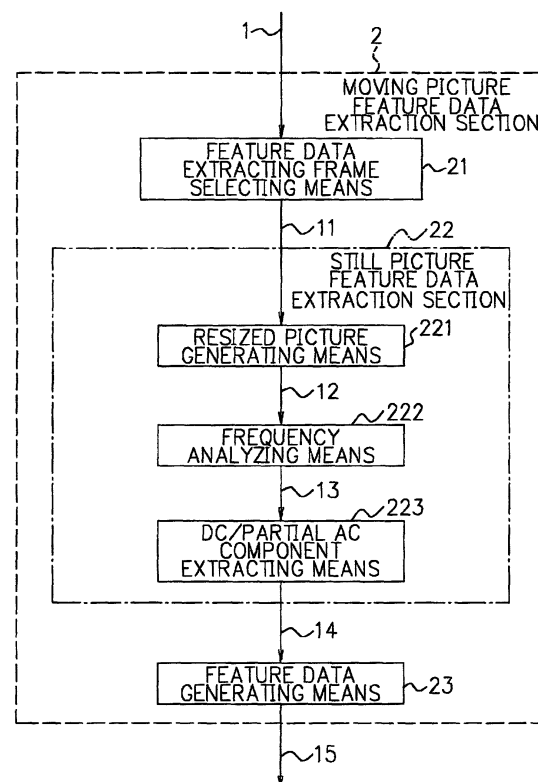 1
2
MOVING PICTURE
FEATURE DATA
EXTRACTION SECTION
FEATURE DATA
EXTRACTING FRAME
SELECTING MEANS
21
11
22
STILL PICTURE
FEATURE DATA
EXTRACTION SECTION
RESIZED PICTURE
GENERATING MEANS
221
12
222
FREQUENCY
ANALYZING MEANS
13
223
DC/PARTIAL AC
COMPONENT
EXTRACTING MEANS
14
FEATURE DATA
GENERATING MEANS
23
15